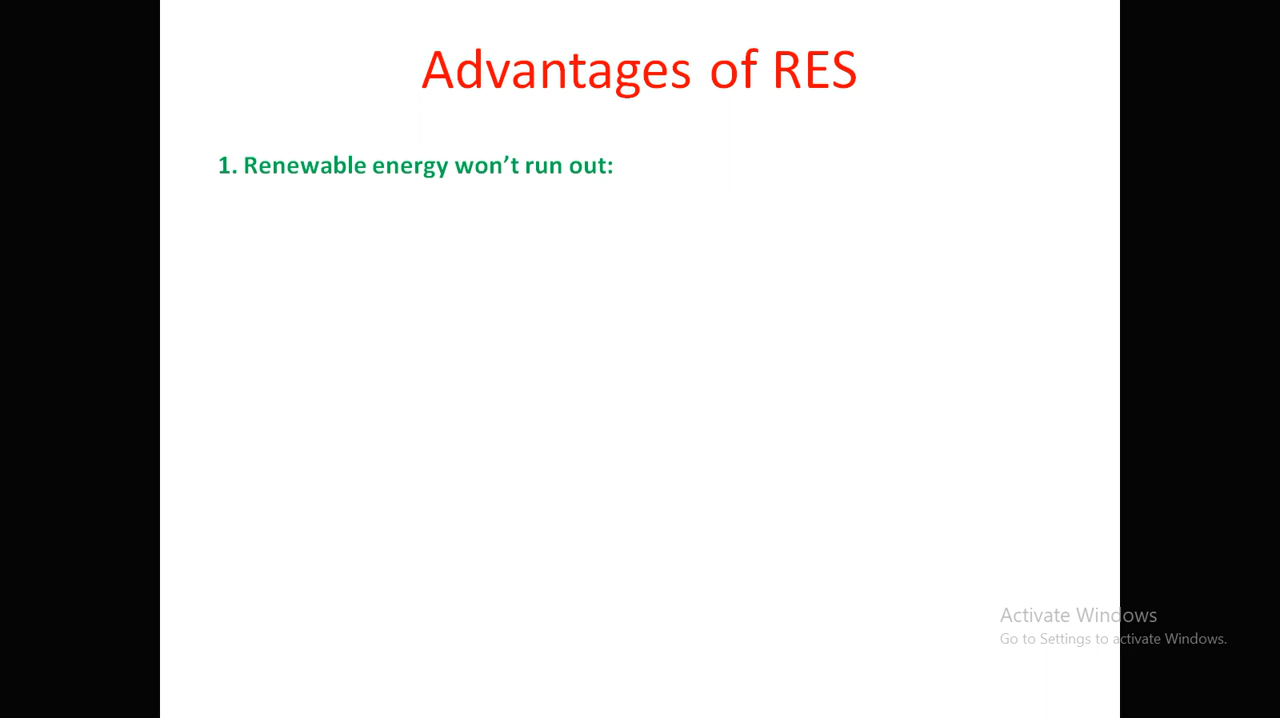 Advantages of RES
1. Renewable energy won’t run out:
Activate Windows
Go to Settings to activate Windows.